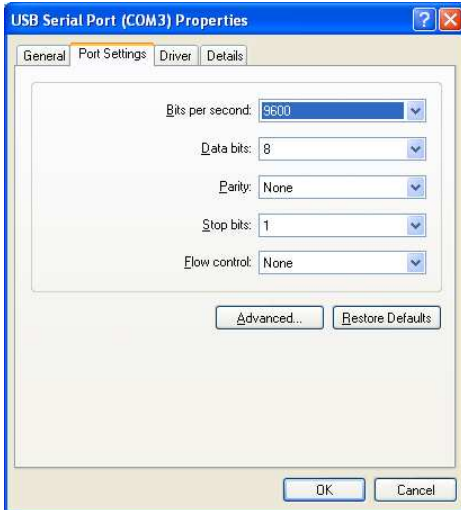 USB Serial Port (COM3) Properties
General Port Settings Driver Details
Bits per second: 9600
Data bits: 8
Parity: None
Stop bits: 1
Flow control: None
Advanced... Restore Defaults
OK Cancel